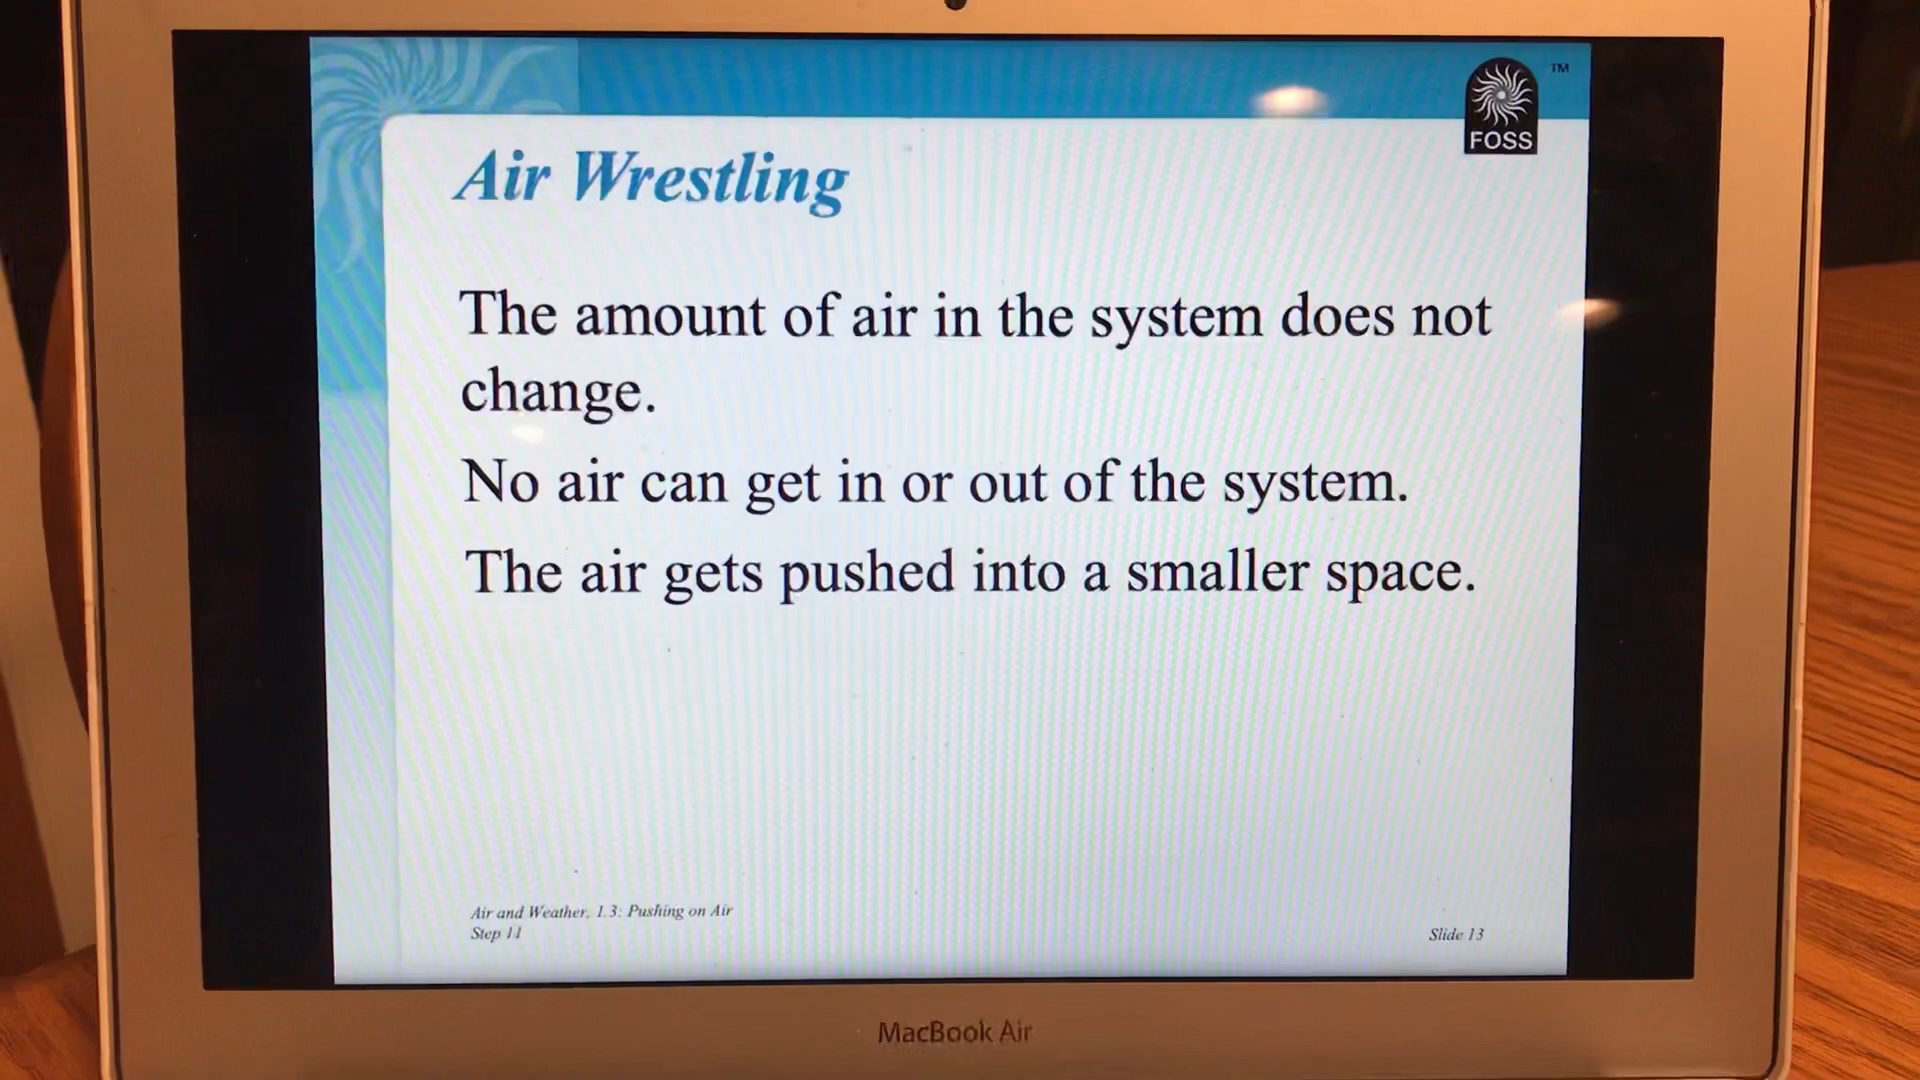 TM
FOSS
Air Wrestling
The amount of air in the system does not
change.
No air can get in or out of the system.
The air gets pushed into a smaller space.
Air and Weather, 1.3: Pushing on Air
Step 11
Slide 13
MacBook Air